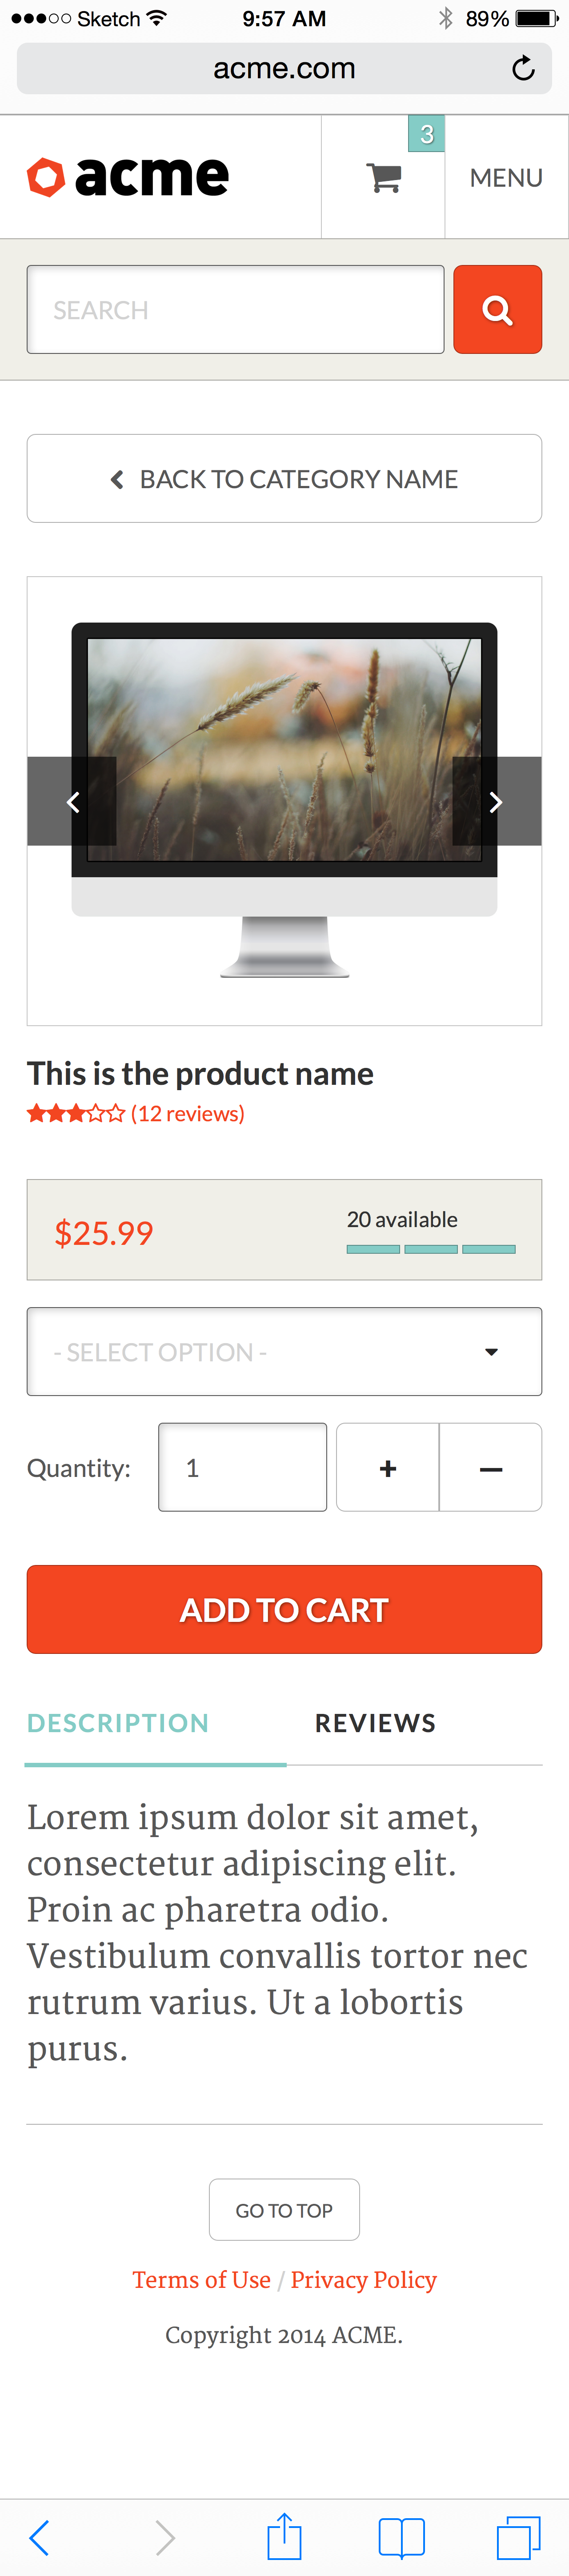 Sketch 9:57 AM 89%
acme.com
acme 3 MENU
SEARCH
BACK TO CATEGORY NAME
This is the product name
(12 reviews)
$25.99 20 available
- SELECT OPTION -
Quantity: 1 + –
ADD TO CART
DESCRIPTION REVIEWS
Lorem ipsum dolor sit amet,
consectetur adipiscing elit.
Proin ac pharetra odio.
Vestibulum convallis tortor nec
rutrum varius. Ut a lobortis
purus.
GO TO TOP
Terms of Use / Privacy Policy
Copyright 2014 ACME.